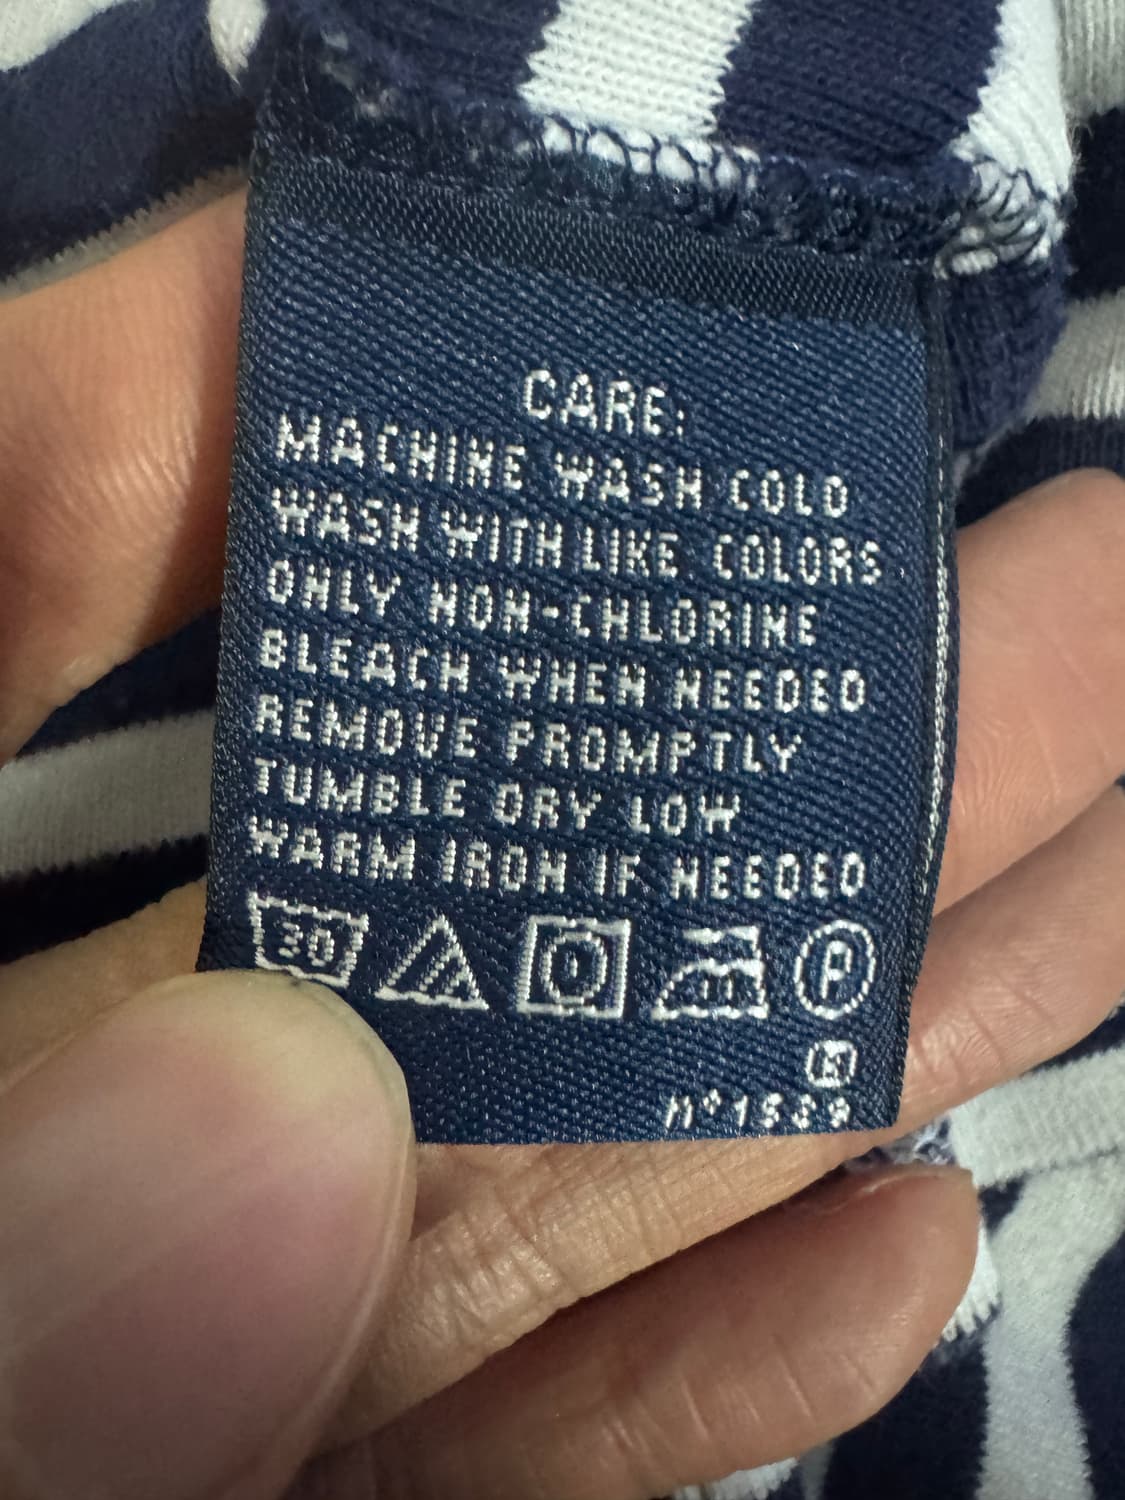 CARE:
MACHINE WASH COLD
WASH WITH LIKE COLORS
ONLY NON-CHLORINE
BLEACH WHEN NEEDED
REMOVE PROMPTLY
TUMBLE DRY LOW
WARM IRON IF NEEDED
30 P